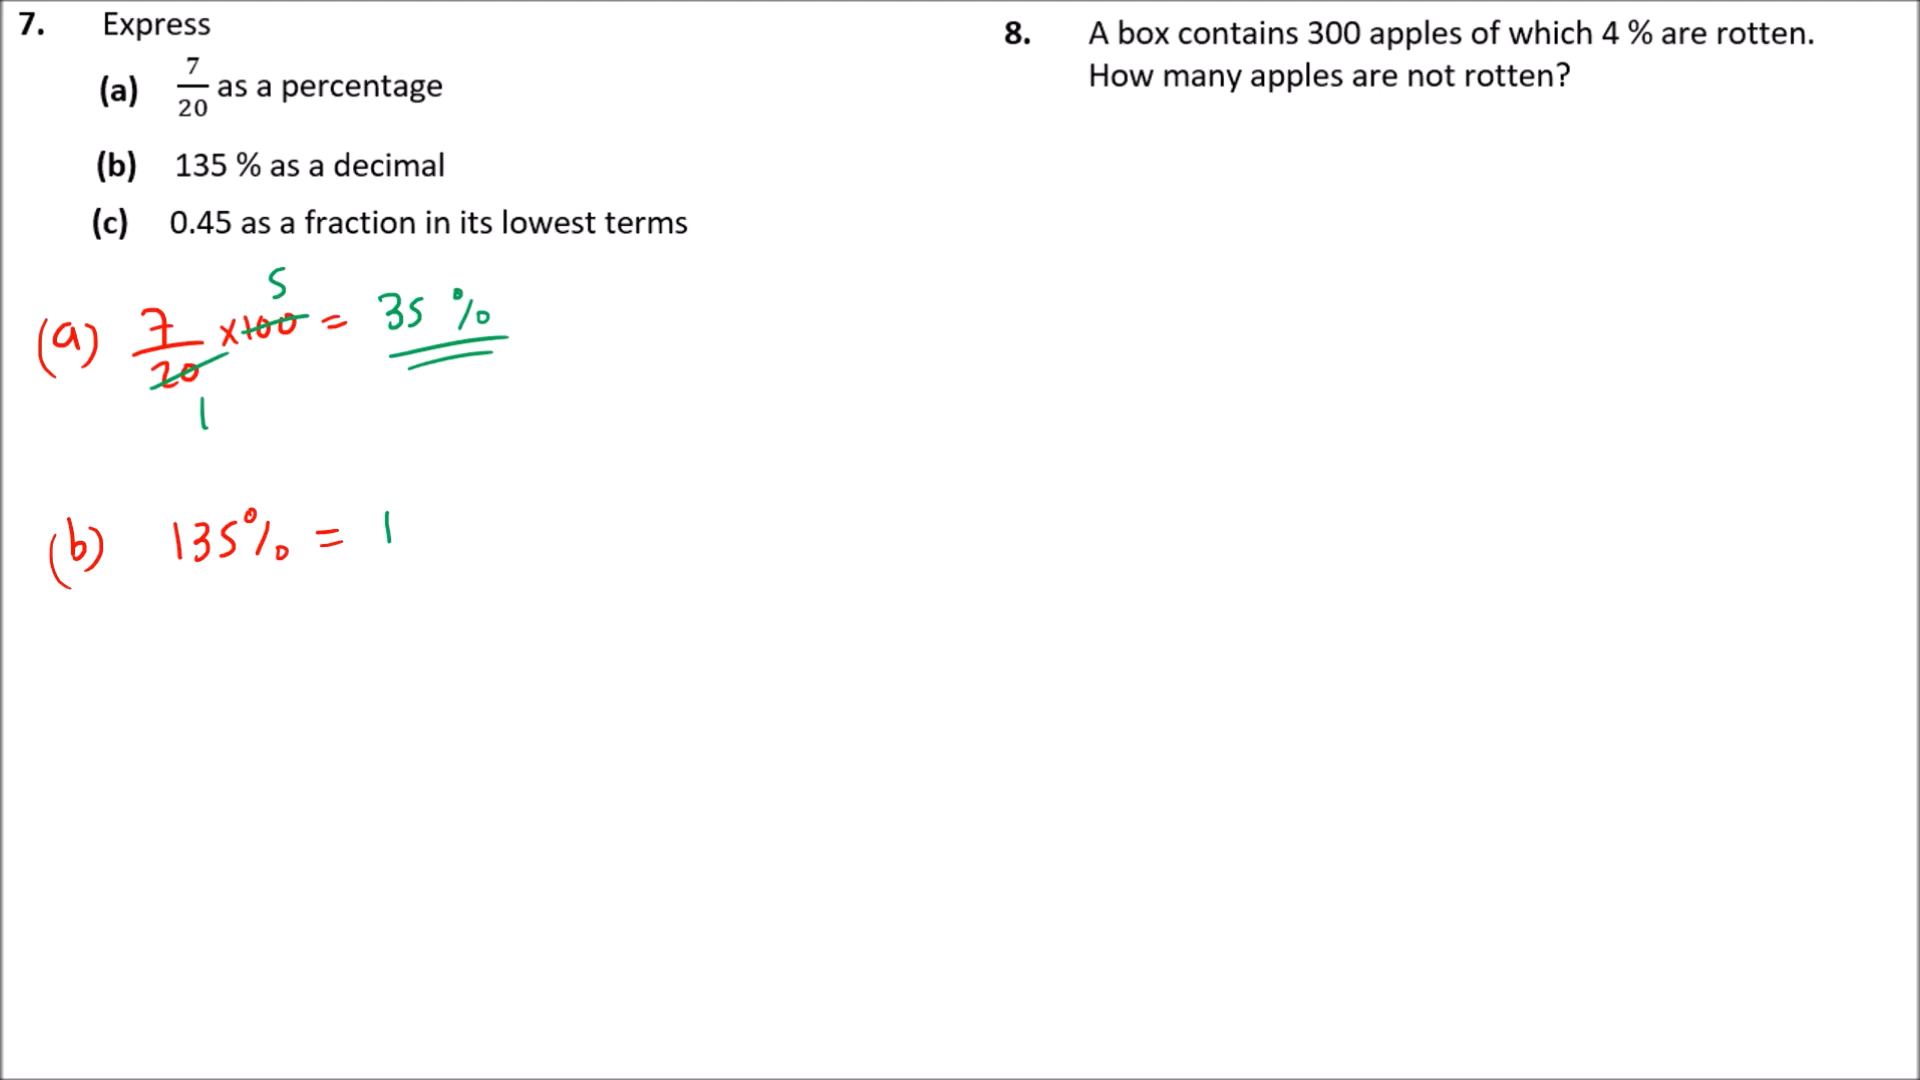 7. Express
(a) 7/20 as a percentage
(b) 135 % as a decimal
(c) 0.45 as a fraction in its lowest terms
(a) 7/20 x 100 = 35 %
5
1
(b) 135% = 1
8. A box contains 300 apples of which 4 % are rotten.
How many apples are not rotten?